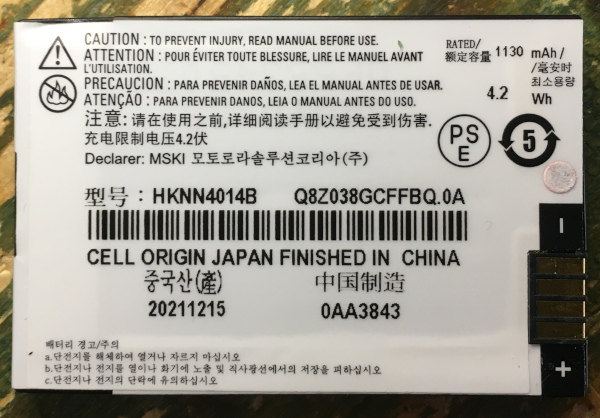 CAUTION : TO PREVENT INJURY, READ MANUAL BEFORE USE.
ATTENTION : POUR ÉVITER TOUTE BLESSURE, LIRE LE MANUEL AVANT
L'UTILISATION.
PRECAUCION : PARA PREVENIR DAÑOS, LEA EL MANUAL ANTES DE USAR.
ATENÇÃO : PARA PREVENIR DANOS, LEIA O MANUAL ANTES DO USO.
注意: 请在使用之前,详细阅读手册以避免受到伤害.
充电限制电压4.2伏
Declarer: MSKI 모토로라솔루션코리아(주)
RATED/
额定容量 1130 mAh/
/毫安时
最小容量
4.2 Wh
PS
E
5
型号: HKNN4014B Q8Z038GCFFBQ.0A
CELL ORIGIN JAPAN FINISHED IN CHINA
중국산(產) 中国制造
20211215 0AA3843
배터리 경고/주의
a.단전지를 해체하여 열거나 자르지 마십시오
b.단전지나 전지를 열이나 화기에 노출 및 직사광선에서의 저장을 피하십시오
c.단전지나 전지의 단락에 유의하십시오
−
+